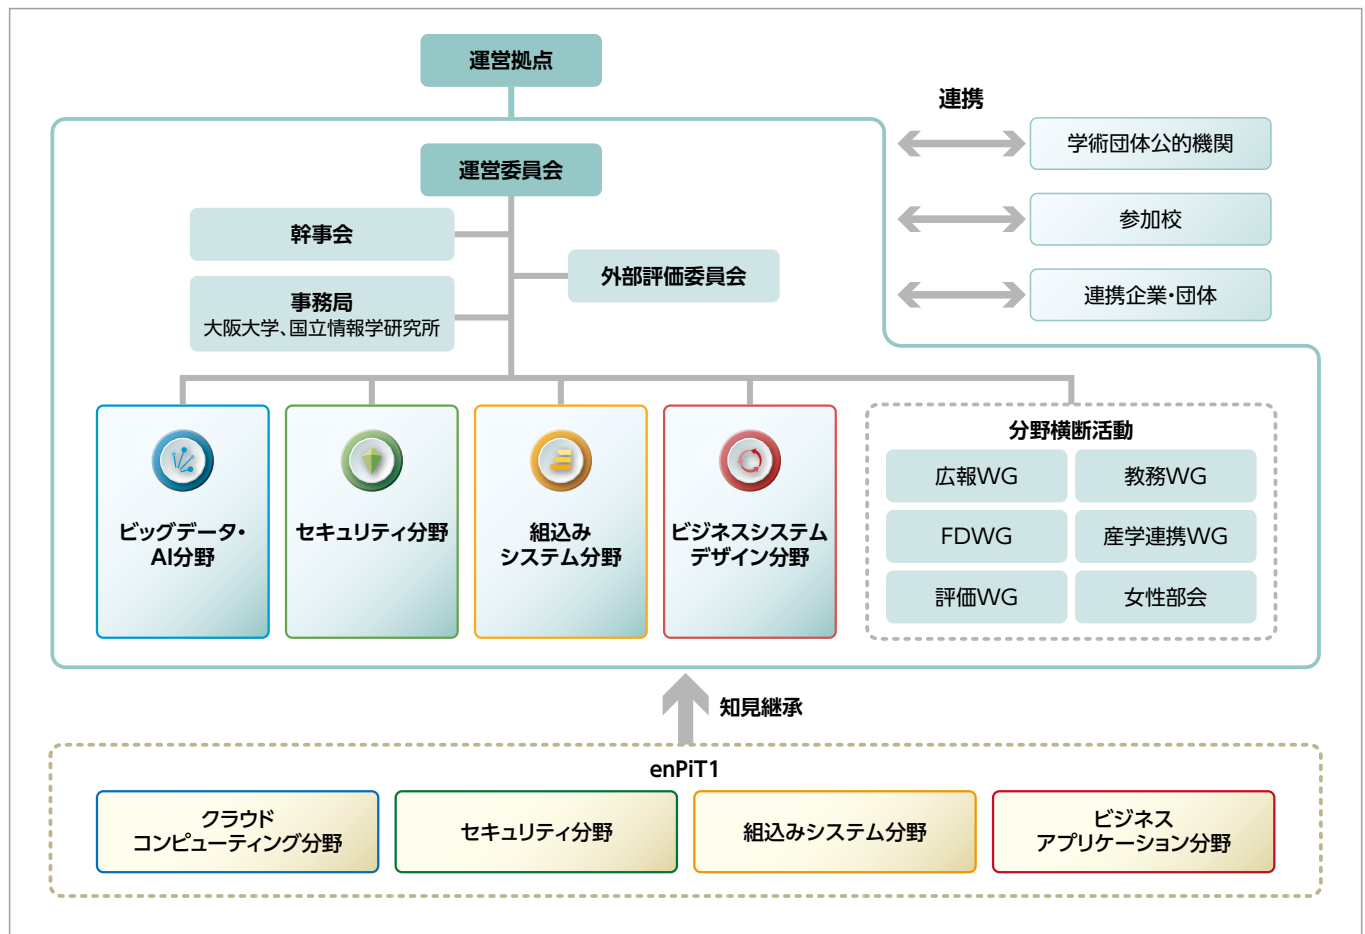 運営拠点
連携
学術団体公的機関
参加校
連携企業・団体
運営委員会
幹事会
外部評価委員会
事務局
大阪大学、国立情報学研究所
ビッグデータ・
AI分野
セキュリティ分野
組込み
システム分野
ビジネスシステム
デザイン分野
分野横断活動
広報WG
教務WG
FDWG
産学連携WG
評価WG
女性部会
知見継承
enPiT1
クラウド
コンピューティング分野
セキュリティ分野
組込みシステム分野
ビジネス
アプリケーション分野